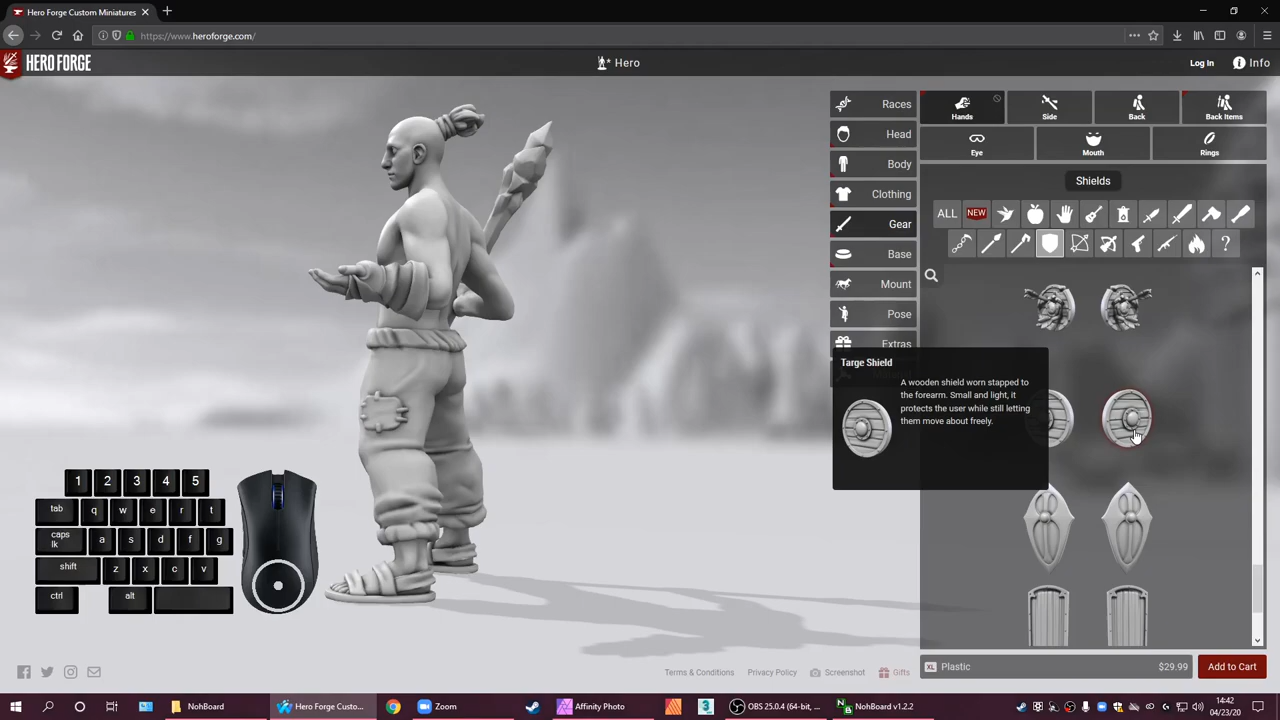 Hero Forge Custom Miniatures
https://www.heroforge.com/
HERO FORGE
* Hero
Log In
Info
Races
Head
Body
Clothing
Gear
Base
Mount
Pose
Extras
Hands
Side
Back
Back Items
Eye
Mouth
Rings
Shields
ALL
NEW
?
Targe Shield
A wooden shield worn stapped to
the forearm. Small and light, it
protects the user while still letting
them move about freely.
1 2 3 4 5
tab q w e r t
caps
lk a s d f g
shift z x c v
ctrl alt
Terms & Conditions
Privacy Policy
Screenshot
Gifts
XL Plastic
$29.99
Add to Cart
NohBoard
Hero Forge Custo...
Zoom
Affinity Photo
OBS 25.0.4 (64-bit, ...
NohBoard v1.2.2
14:42
04/23/20